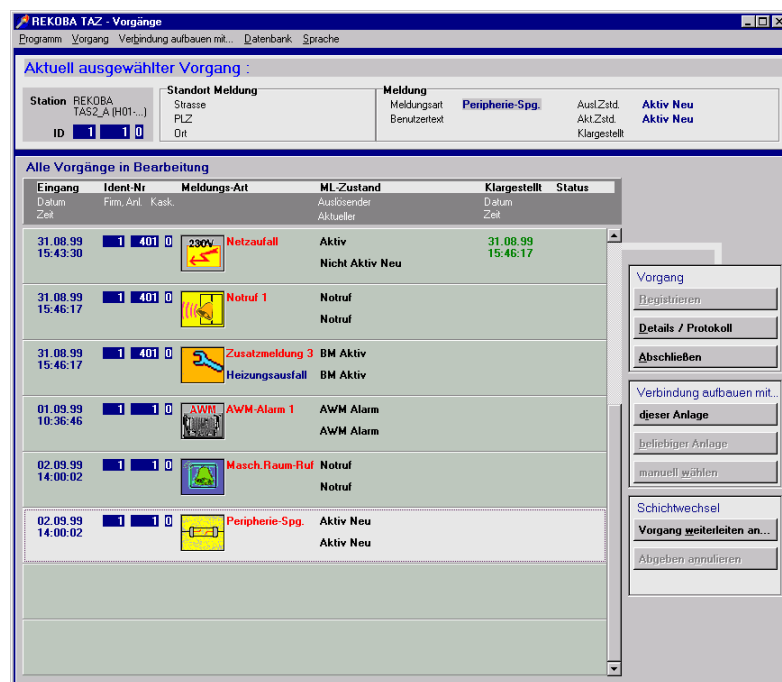 REKOBA TAZ - Vorgänge
Programm Vorgang Verbindung aufbauen mit... Datenbank Sprache
Aktuell ausgewählter Vorgang :
Station REKOBA
TAS2_A (H01-...)
ID 1 1 0
Standort Meldung
Strasse
PLZ
Ort
Meldung
Meldungsart Peripherie-Spg.
Benutzertext
Ausl.Zstd. Aktiv Neu
Akt.Zstd. Aktiv Neu
Klargestellt
Alle Vorgänge in Bearbeitung
Eingang Ident-Nr Meldungs-Art ML-Zustand Klargestellt Status
Datum Firm, Anl. Kask. Auslösender Datum
Zeit Aktueller Zeit
31.08.99 1 401 0 230V Netzaufall Aktiv 31.08.99
15:43:30 Nicht Aktiv Neu 15:46:17
31.08.99 1 401 0 Notruf 1 Notruf
15:46:17 Notruf
31.08.99 1 401 0 Zusatzmeldung 3 BM Aktiv
15:46:17 Heizungsausfall BM Aktiv
01.09.99 1 1 0 AWM AWM-Alarm 1 AWM Alarm
10:36:46 AWM Alarm
02.09.99 1 1 0 Masch.Raum-Ruf Notruf
14:00:02 Notruf
02.09.99 1 1 0 Peripherie-Spg. Aktiv Neu
14:00:02 Aktiv Neu
Vorgang
Registrieren
Details / Protokoll
Abschließen
Verbindung aufbauen mit...
dieser Anlage
beliebiger Anlage
manuell wählen
Schichtwechsel
Vorgang weiterleiten an...
Abgeben annulieren